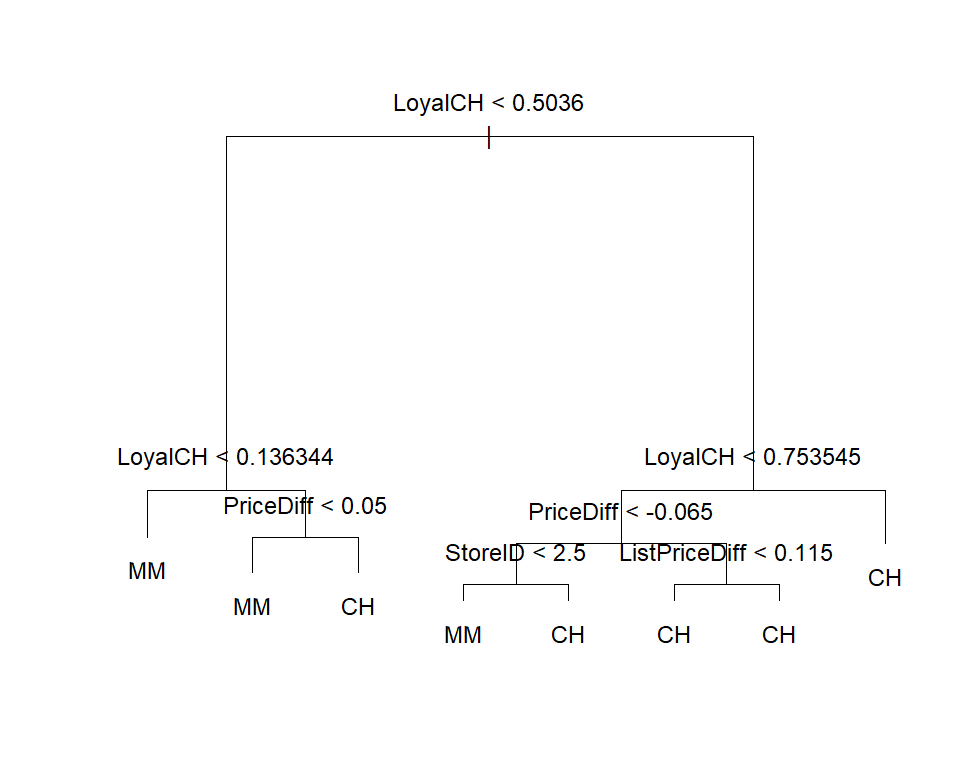 LoyalCH < 0.5036
LoyalCH < 0.136344
LoyalCH < 0.753545
PriceDiff < 0.05
PriceDiff < -0.065
StoreID < 2.5
ListPriceDiff < 0.115
MM
CH
MM
CH
MM
CH
CH
CH